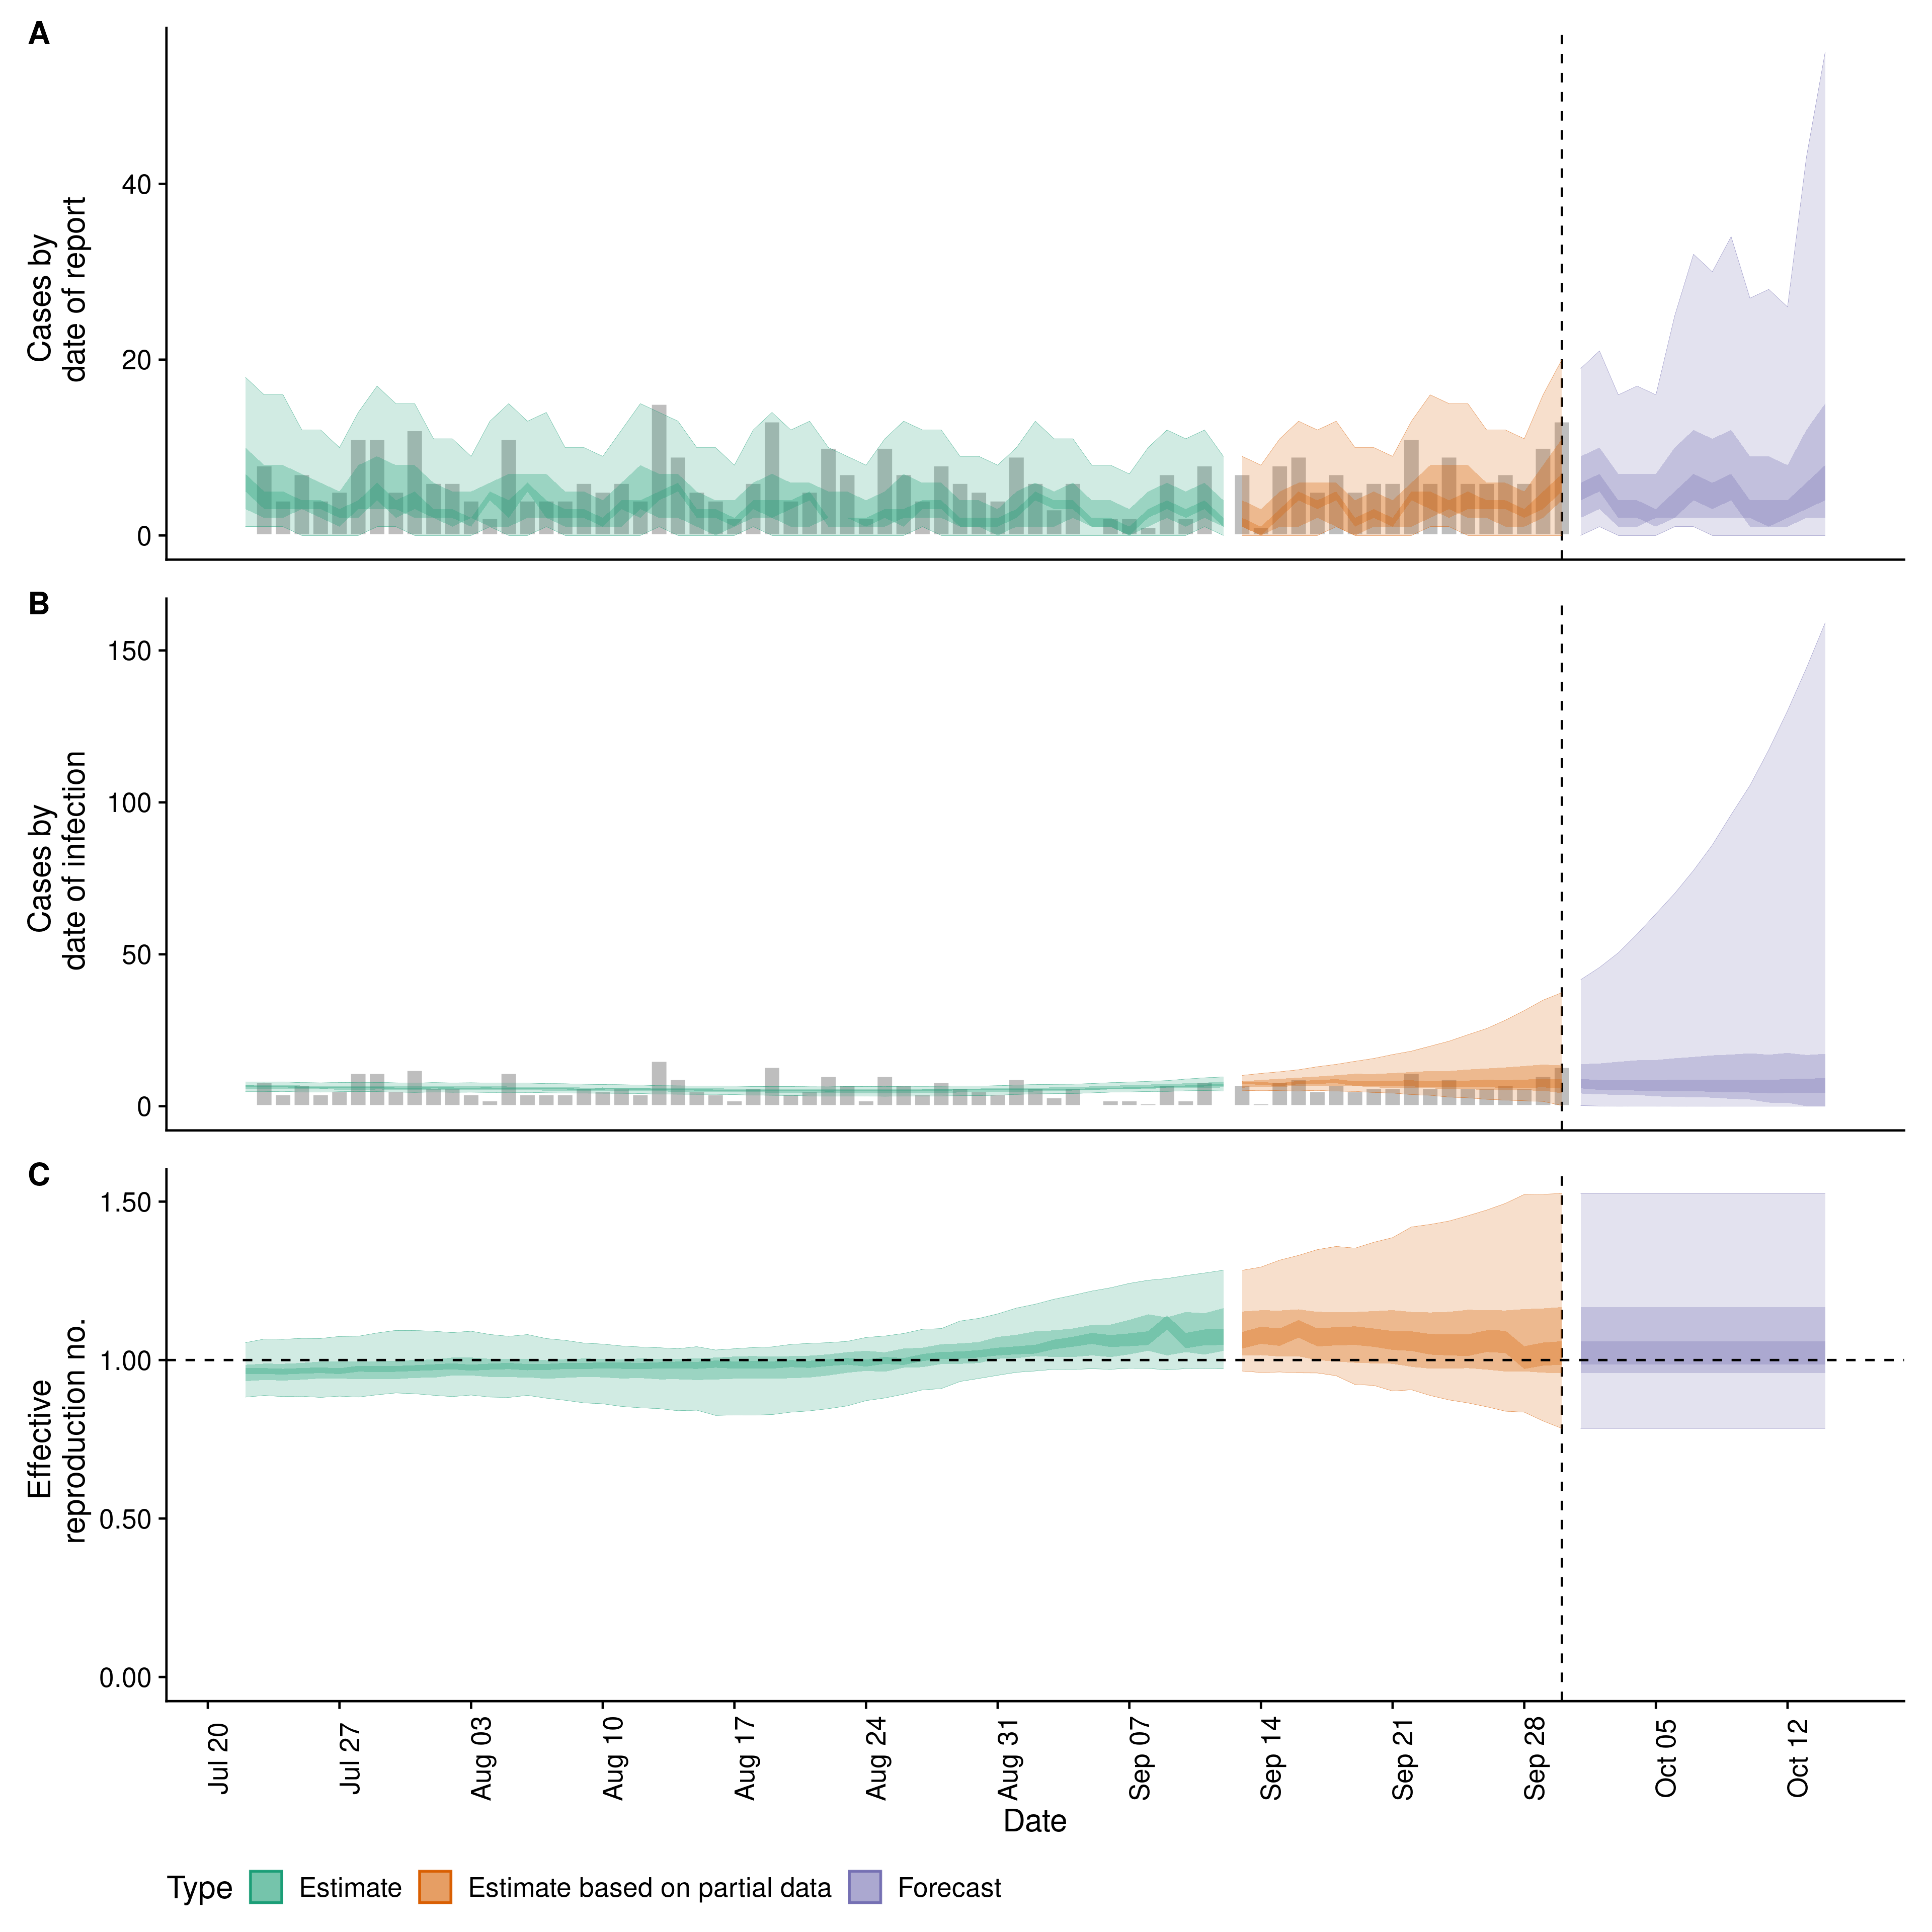 A
Cases by
date of report
40
20
0
B
Cases by
date of infection
150
100
50
0
C
Effective
reproduction no.
1.50
1.00
0.50
0.00
Jul 20
Jul 27
Aug 03
Aug 10
Aug 17
Aug 24
Aug 31
Sep 07
Sep 14
Sep 21
Sep 28
Oct 05
Oct 12
Date
Type Estimate Estimate based on partial data Forecast